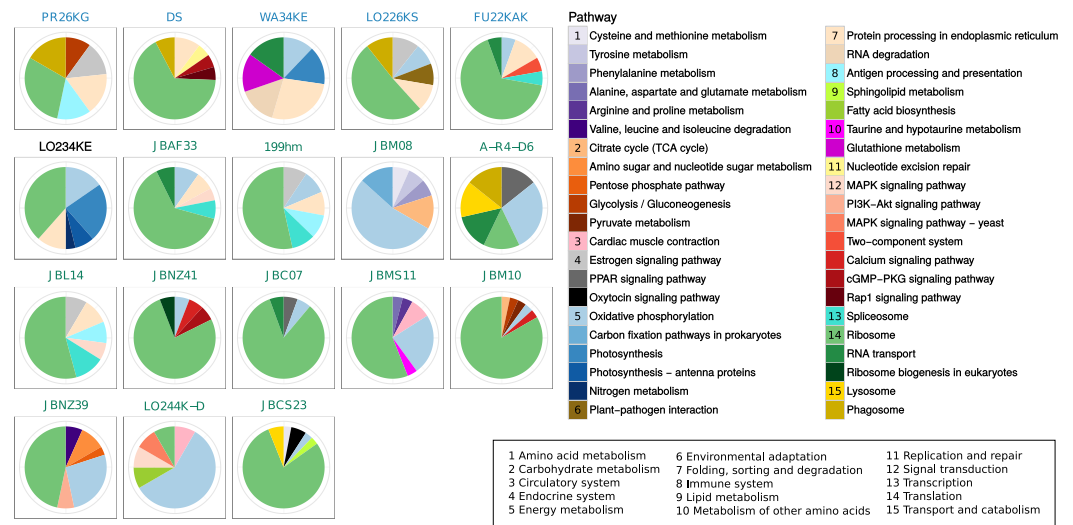 PR26KG DS WA34KE LO226KS FU22KAK
LO234KE JBAF33 199hm JBM08 A−R4−D6
JBL14 JBNZ41 JBC07 JBMS11 JBM10
JBNZ39 LO244K−D JBCS23
Pathway
1 Cysteine and methionine metabolism
Tyrosine metabolism
Phenylalanine metabolism
Alanine, aspartate and glutamate metabolism
Arginine and proline metabolism
Valine, leucine and isoleucine degradation
2 Citrate cycle (TCA cycle)
Amino sugar and nucleotide sugar metabolism
Pentose phosphate pathway
Glycolysis / Gluconeogenesis
Pyruvate metabolism
3 Cardiac muscle contraction
4 Estrogen signaling pathway
PPAR signaling pathway
Oxytocin signaling pathway
5 Oxidative phosphorylation
Carbon fixation pathways in prokaryotes
Photosynthesis
Photosynthesis − antenna proteins
Nitrogen metabolism
6 Plant−pathogen interaction
7 Protein processing in endoplasmic reticulum
RNA degradation
8 Antigen processing and presentation
9 Sphingolipid metabolism
Fatty acid biosynthesis
10 Taurine and hypotaurine metabolism
Glutathione metabolism
11 Nucleotide excision repair
12 MAPK signaling pathway
PI3K−Akt signaling pathway
MAPK signaling pathway − yeast
Two−component system
Calcium signaling pathway
cGMP−PKG signaling pathway
Rap1 signaling pathway
13 Spliceosome
14 Ribosome
RNA transport
Ribosome biogenesis in eukaryotes
15 Lysosome
Phagosome
1 Amino acid metabolism
2 Carbohydrate metabolism
3 Circulatory system
4 Endocrine system
5 Energy metabolism
6 Environmental adaptation
7 Folding, sorting and degradation
8 Immune system
9 Lipid metabolism
10 Metabolism of other amino acids
11 Replication and repair
12 Signal transduction
13 Transcription
14 Translation
15 Transport and catabolism